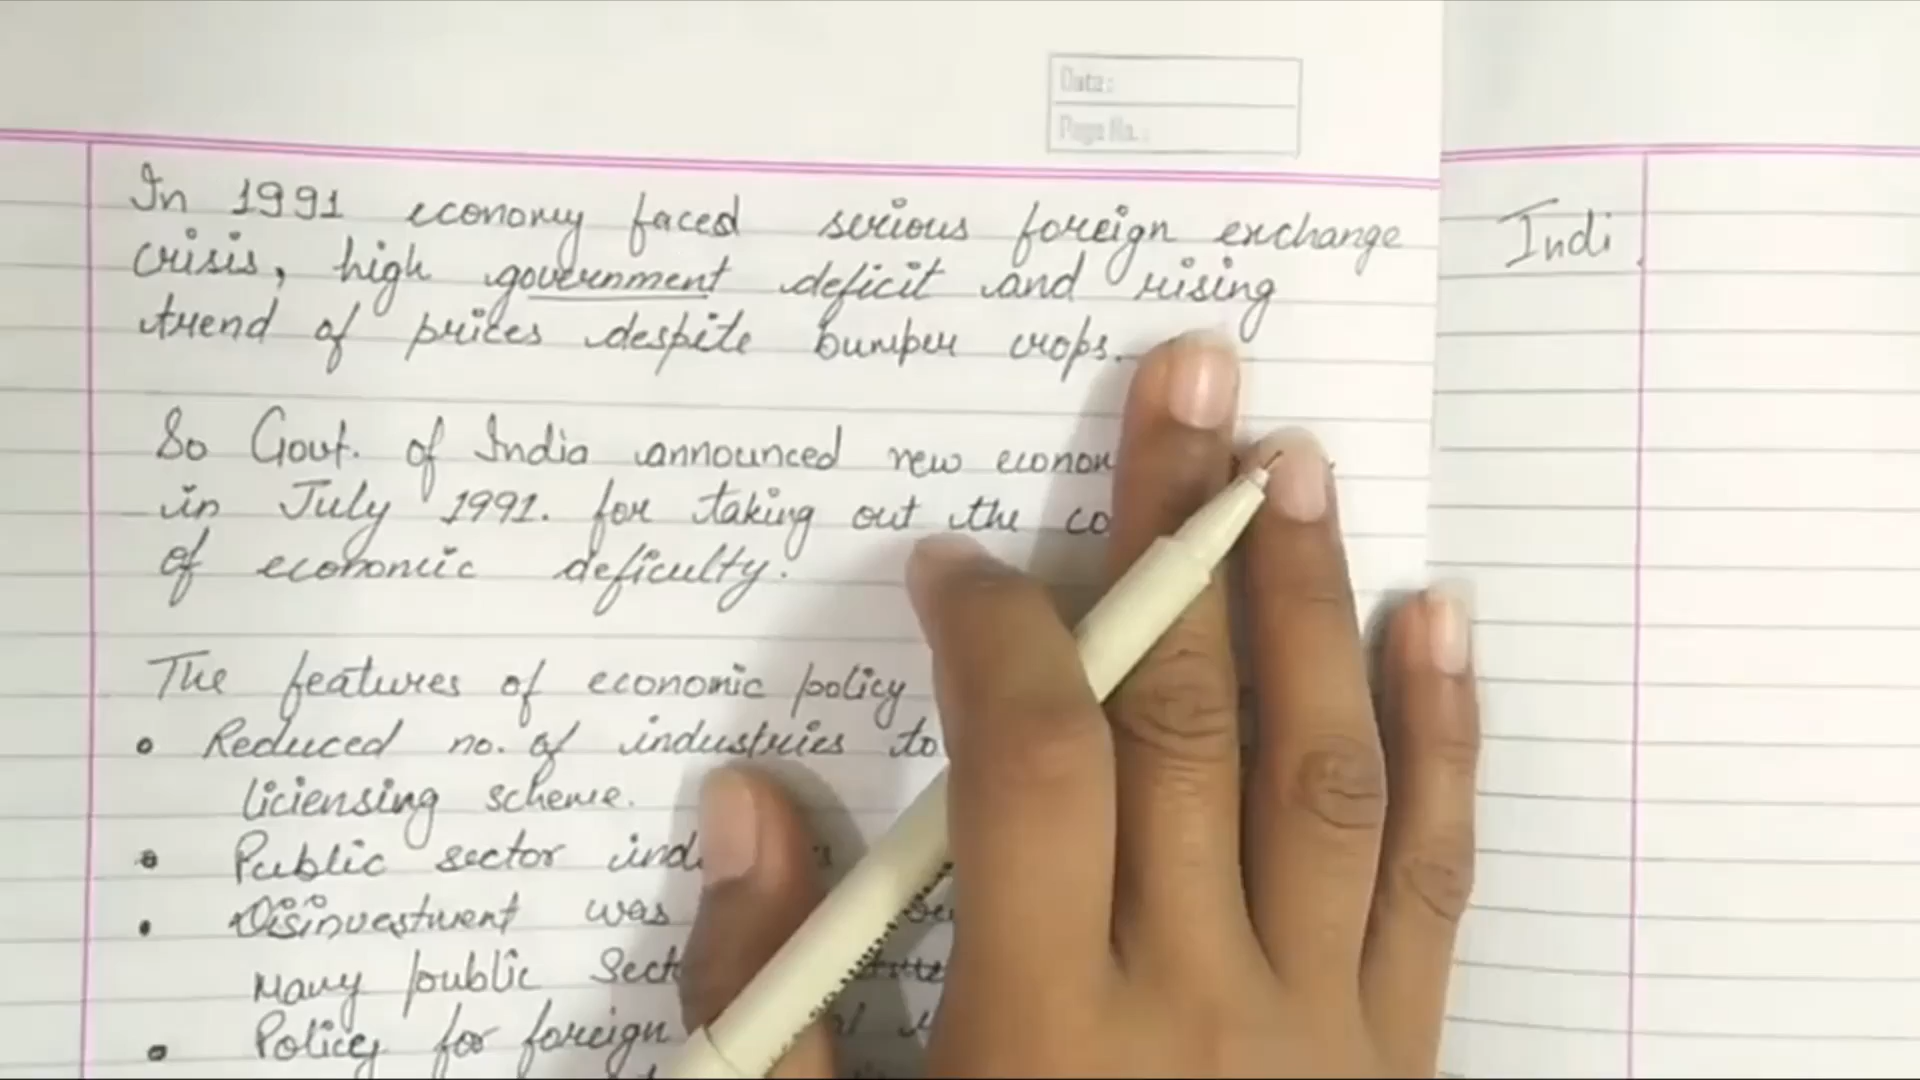 Date:
Page No.:
In 1991 economy faced serious foreign exchange
crisis, high government deficit and rising
trend of prices despite bumper crops.
So Govt. of India announced new econom
in July 1991. for taking out the co
of economic deficulty.
The features of economic policy
• Reduced no. of industries to
liciensing scheme.
• Public sector ind
• Disinvestment was
many public sect
• Policy for foreign
Indi